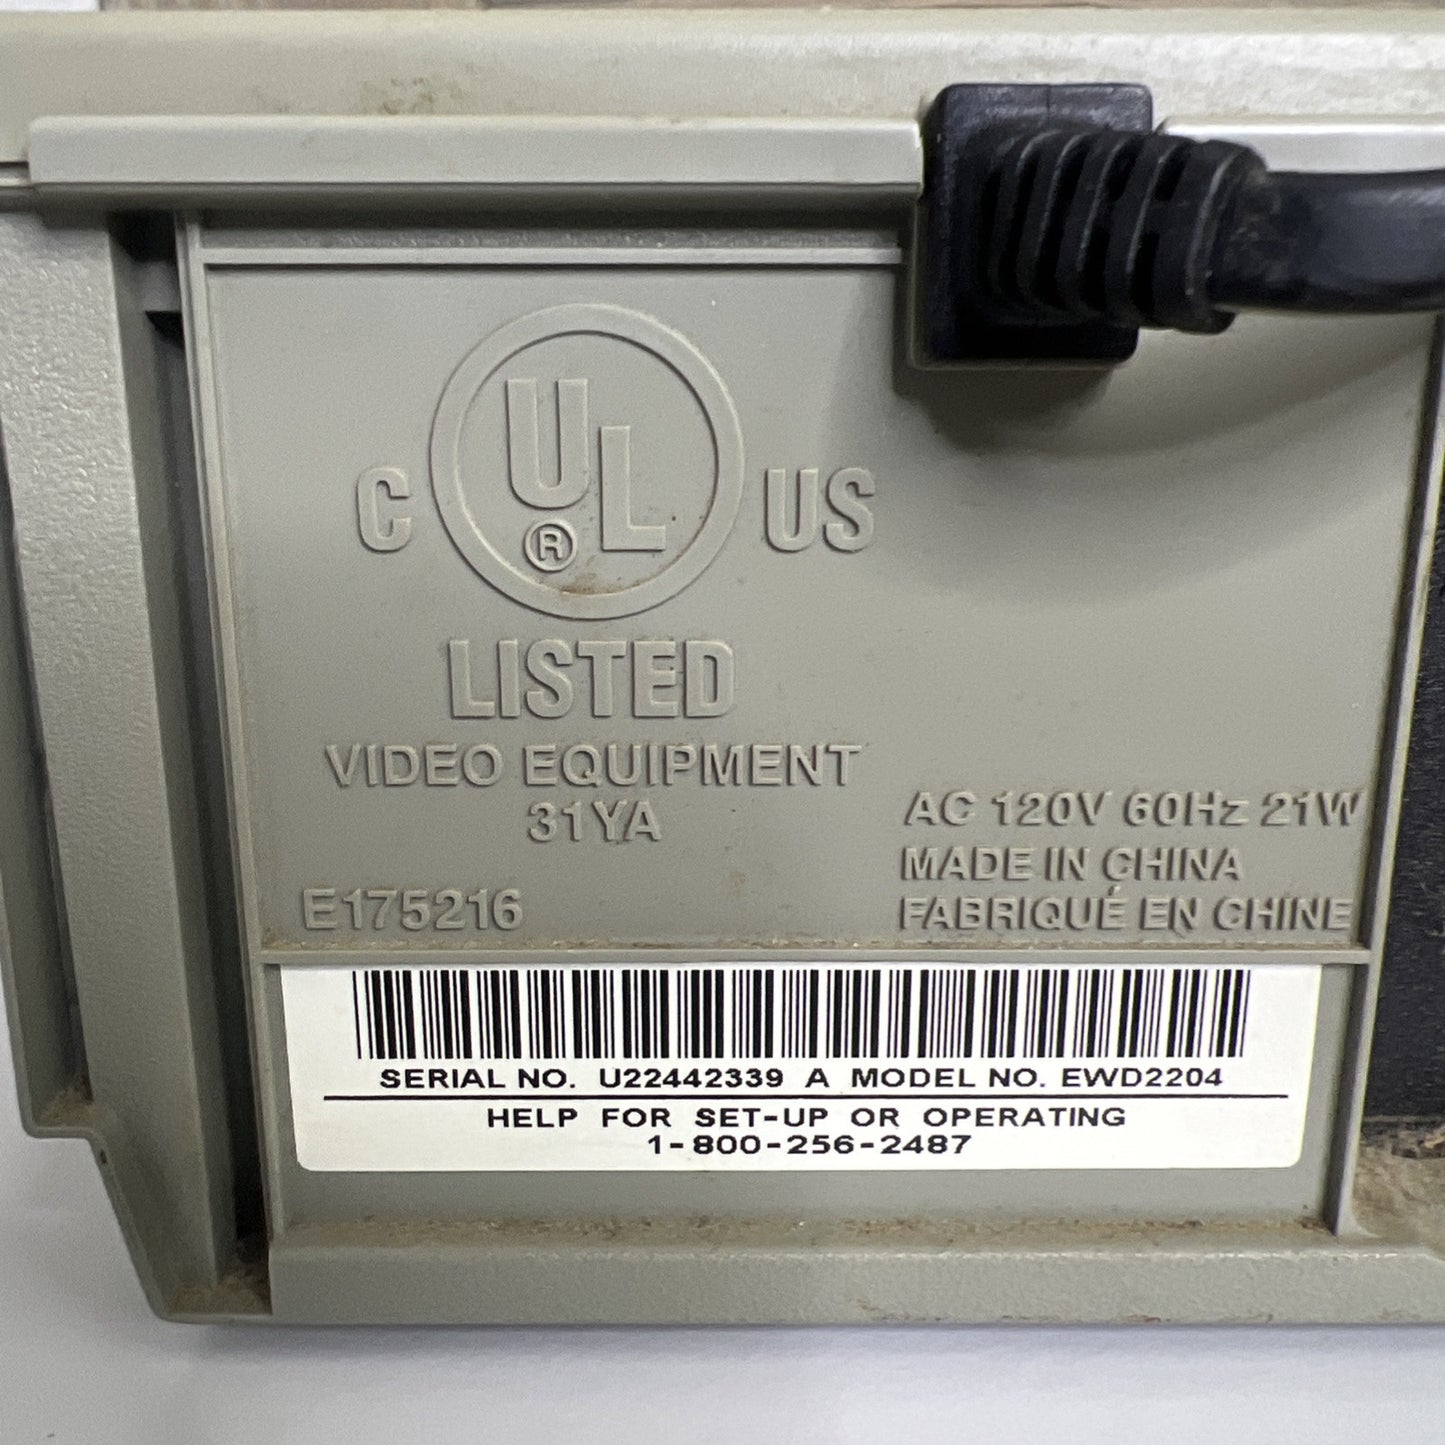 C UL® US
LISTED
VIDEO EQUIPMENT
31YA
E175216
AC 120V 60Hz 21W
MADE IN CHINA
FABRIQUÉ EN CHINE
SERIAL NO. U22442339 A MODEL NO. EWD2204
HELP FOR SET-UP OR OPERATING
1-800-256-2487